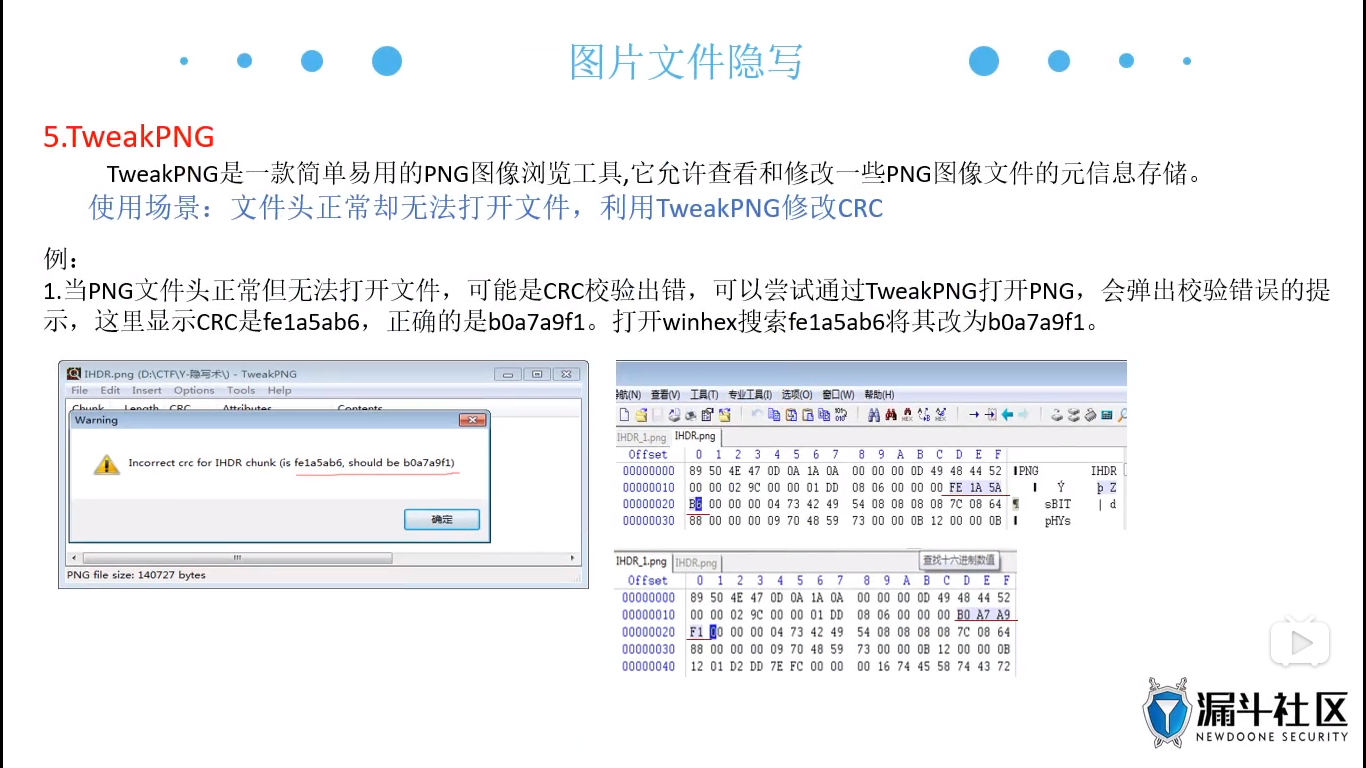 图片文件隐写
5.TweakPNG
TweakPNG是一款简单易用的PNG图像浏览工具,它允许查看和修改一些PNG图像文件的元信息存储。
使用场景：文件头正常却无法打开文件，利用TweakPNG修改CRC
例：
1.当PNG文件头正常但无法打开文件，可能是CRC校验出错，可以尝试通过TweakPNG打开PNG，会弹出校验错误的提
示，这里显示CRC是fe1a5ab6，正确的是b0a7a9f1。打开winhex搜索fe1a5ab6将其改为b0a7a9f1。
IHDR.png (D:\CTF\Y-隐写术\) - TweakPNG
File Edit Insert Options Tools Help
Chunk Length CRC Attributes Contents
Warning
Incorrect crc for IHDR chunk (is fe1a5ab6, should be b0a7a9f1)
确定
PNG file size: 140727 bytes
航(N) 查看(V) 工具(T) 专业工具(I) 选项(O) 窗口(W) 帮助(H)
IHDR_1.png IHDR.png
Offset 0 1 2 3 4 5 6 7 8 9 A B C D E F
00000000 89 50 4E 47 0D 0A 1A 0A 00 00 00 0D 49 48 44 52 PNG IHDR
00000010 00 00 02 9C 00 00 01 DD 08 06 00 00 00 FE 1A 5A Ý þ Z
00000020 B6 00 00 00 04 73 42 49 54 08 08 08 08 7C 08 64 ¶ sBIT | d
00000030 88 00 00 00 09 70 48 59 73 00 00 0B 12 00 00 0B pHYs
IHDR_1.png IHDR.png 查找十六进制数值
Offset 0 1 2 3 4 5 6 7 8 9 A B C D E F
00000000 89 50 4E 47 0D 0A 1A 0A 00 00 00 0D 49 48 44 52
00000010 00 00 02 9C 00 00 01 DD 08 06 00 00 00 B0 A7 A9
00000020 F1 00 00 00 04 73 42 49 54 08 08 08 08 7C 08 64
00000030 88 00 00 00 09 70 48 59 73 00 00 0B 12 00 00 0B
00000040 12 01 D2 DD 7E FC 00 00 00 16 74 45 58 74 43 72
漏斗社区
NEWDOONE SECURITY